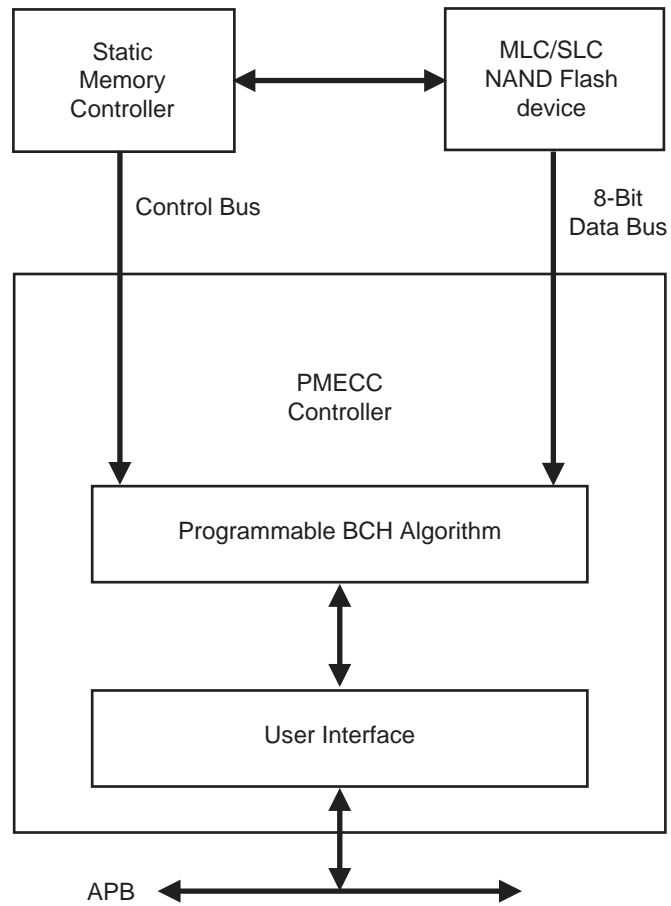 Static
Memory
Controller
MLC/SLC
NAND Flash
device
Control Bus
8-Bit
Data Bus
PMECC
Controller
Programmable BCH Algorithm
User Interface
APB